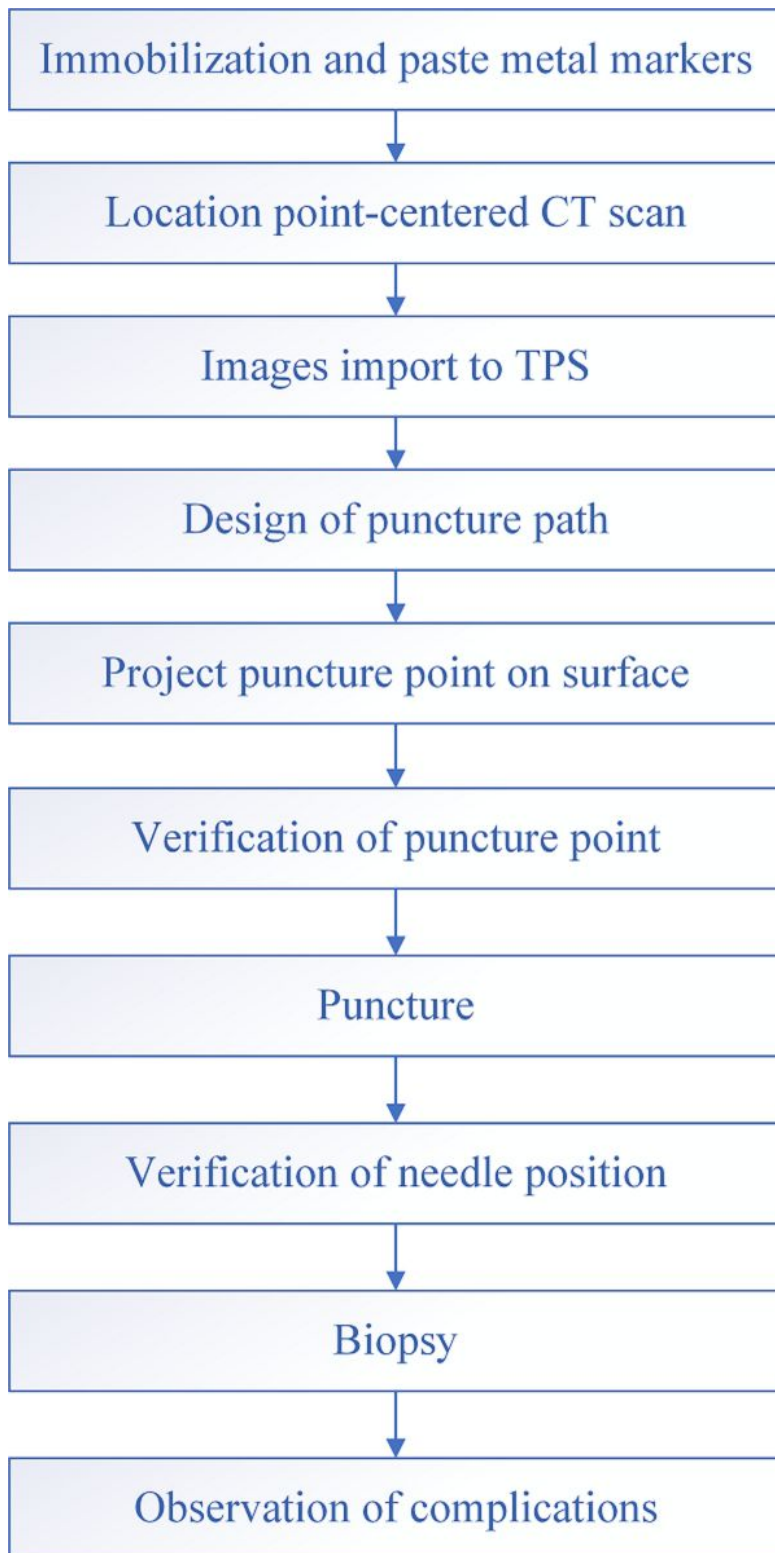 Immobilization and paste metal markers
Location point-centered CT scan
Images import to TPS
Design of puncture path
Project puncture point on surface
Verification of puncture point
Puncture
Verification of needle position
Biopsy
Observation of complications